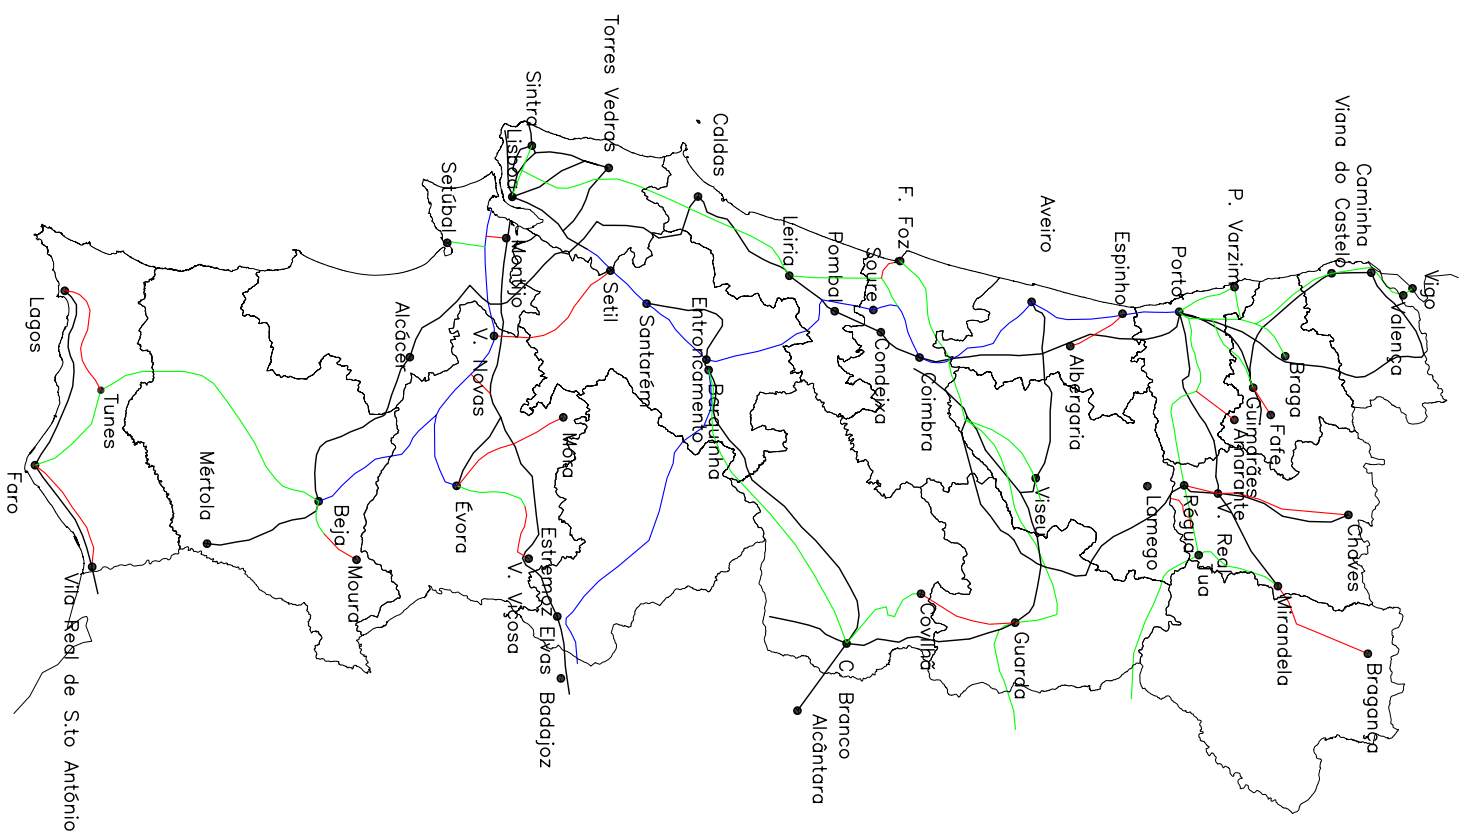 Vigo
Valença
Caminha
Viana do Castelo
P. Varzim
Braga
Fafe
Guimarães
Amarante
Chaves
Bragança
Mirandela
V. Real
Tua
Régua
Lamego
Porto
Espinho
Albergaria
Aveiro
Viseu
Guarda
Covilhã
Coimbra
Condeixa
F. Foz
Soure
Pombal
Leiria
C. Branco
Alcântara
Caldas
Barquinha
Entroncamento
Santarém
Torres Vedras
Setil
Sintra
Lisboa
Montijo
Mora
Estremoz
Elvas
Badajoz
V. Viçosa
V. Novas
Évora
Setúbal
Alcácer
Moura
Beja
Mértola
Tunes
Lagos
Faro
Vila Real de S.to António